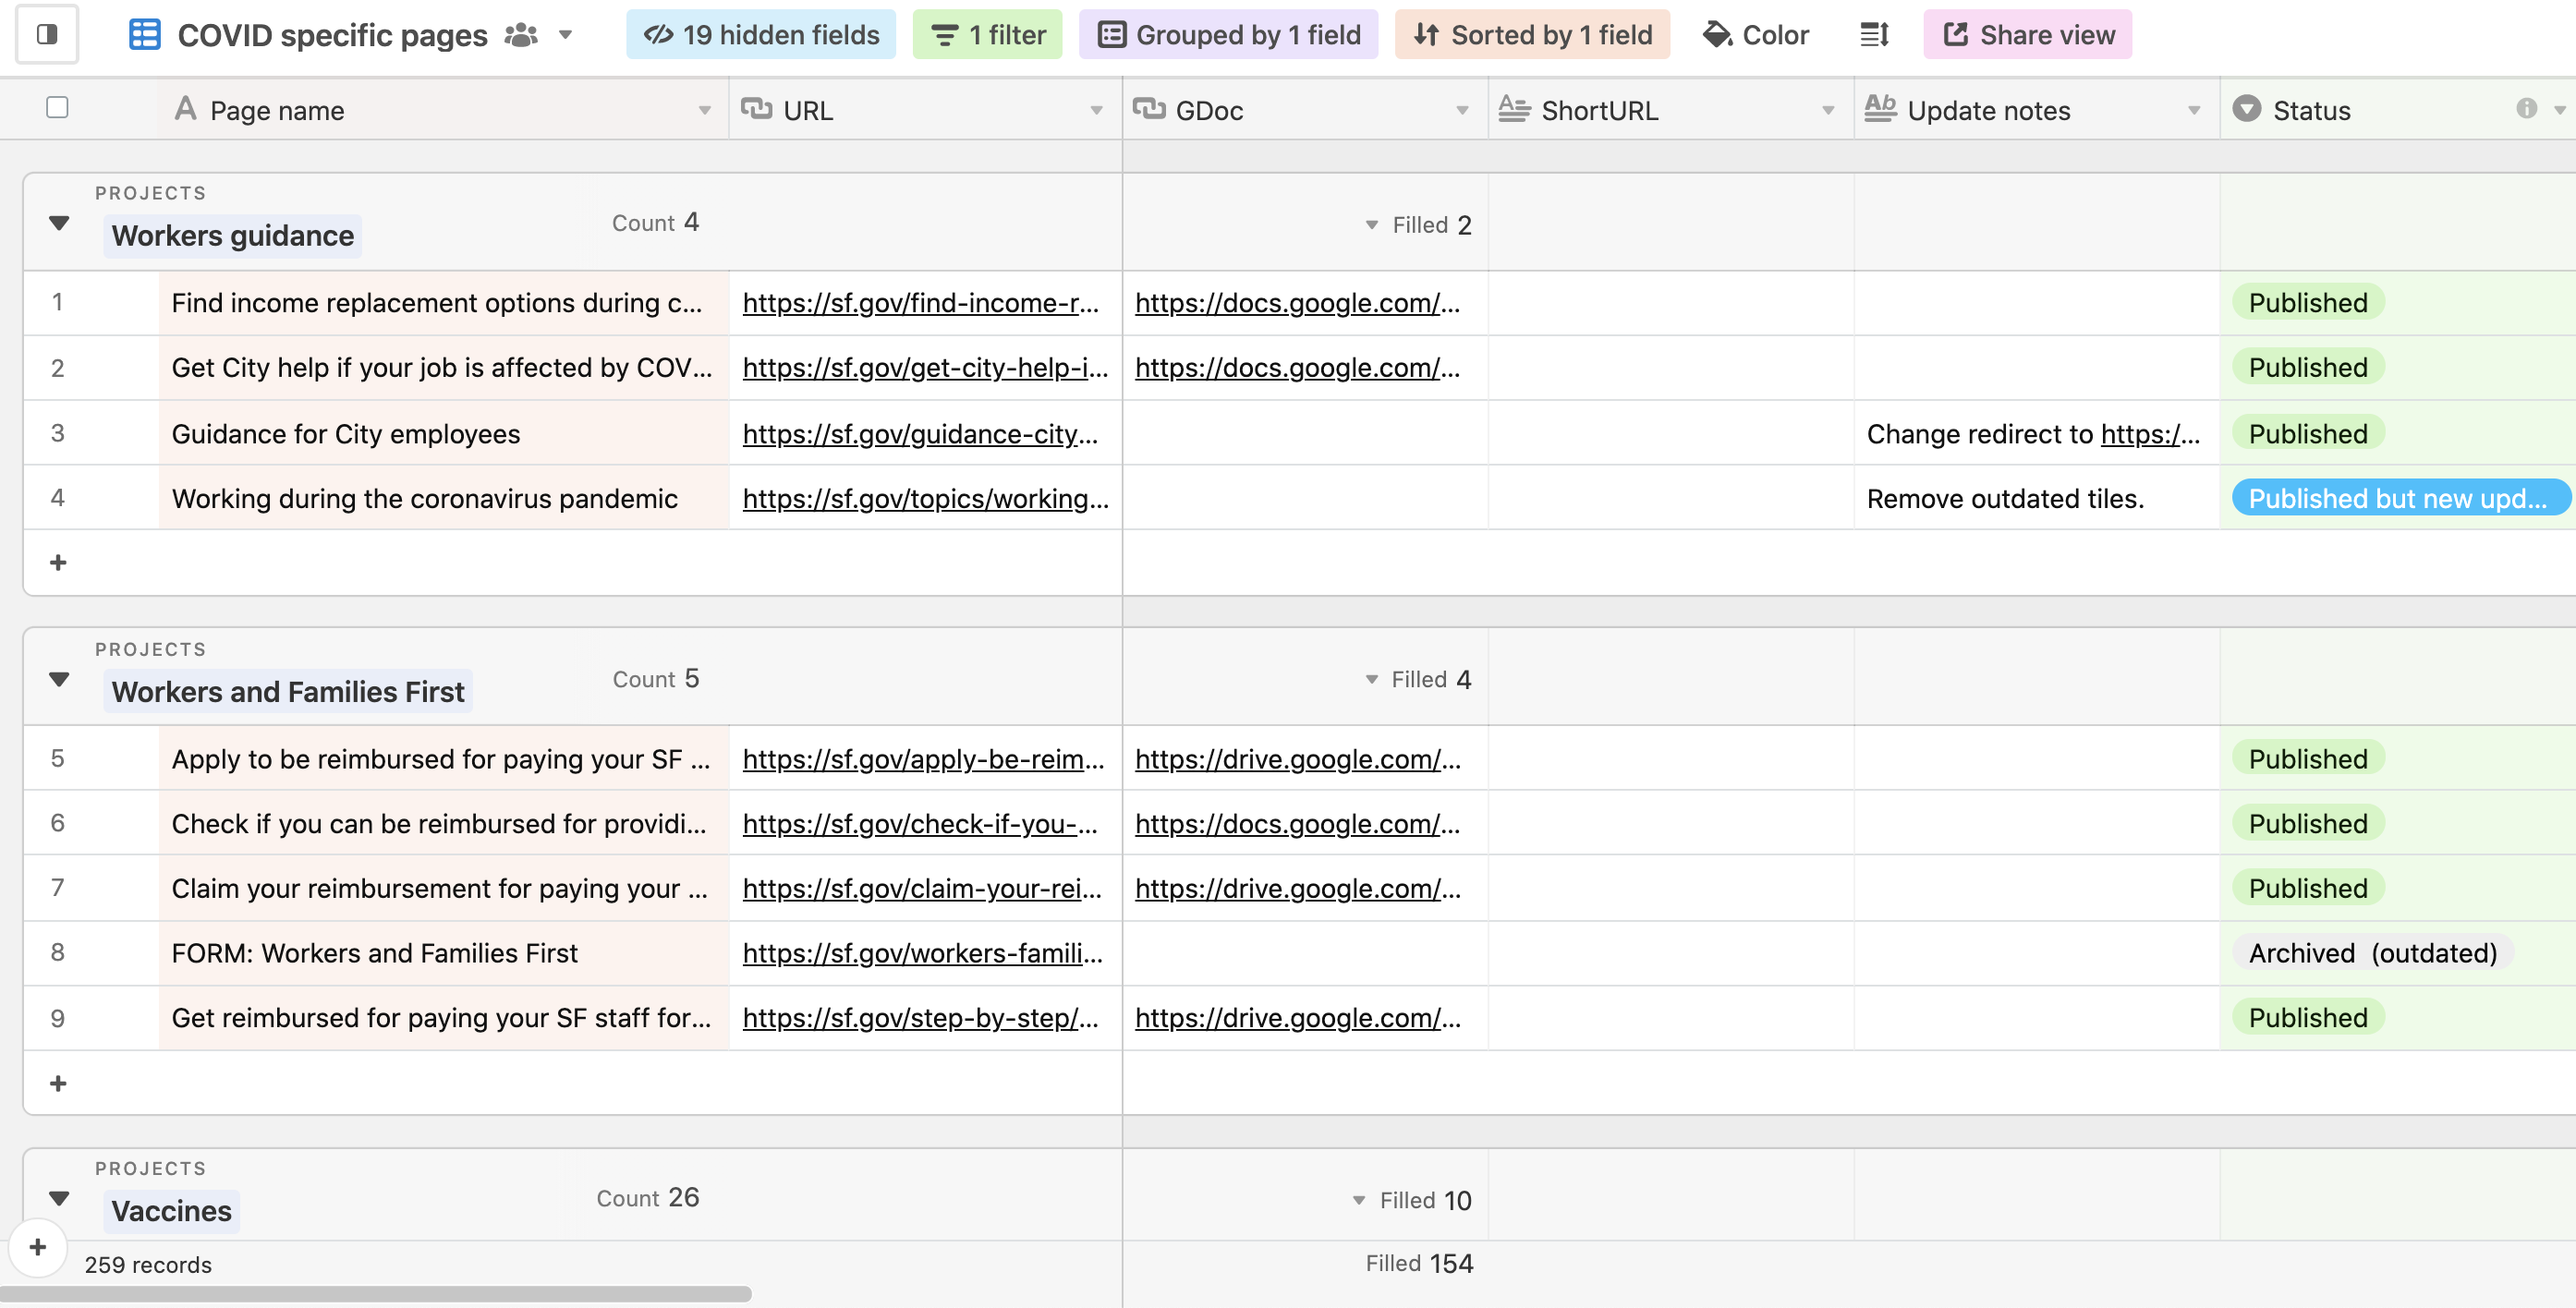 COVID specific pages 19 hidden fields 1 filter Grouped by 1 field Sorted by 1 field Color Share view
Page name URL GDoc ShortURL Update notes Status
PROJECTS
Workers guidance Count 4 Filled 2
1 Find income replacement options during c... https://sf.gov/find-income-r... https://docs.google.com/... Published
2 Get City help if your job is affected by COV... https://sf.gov/get-city-help-i... https://docs.google.com/... Published
3 Guidance for City employees https://sf.gov/guidance-city... Change redirect to https:/... Published
4 Working during the coronavirus pandemic https://sf.gov/topics/working... Remove outdated tiles. Published but new upd...
+
PROJECTS
Workers and Families First Count 5 Filled 4
5 Apply to be reimbursed for paying your SF ... https://sf.gov/apply-be-reim... https://drive.google.com/... Published
6 Check if you can be reimbursed for providi... https://sf.gov/check-if-you-... https://docs.google.com/... Published
7 Claim your reimbursement for paying your ... https://sf.gov/claim-your-rei... https://drive.google.com/... Published
8 FORM: Workers and Families First https://sf.gov/workers-famili... Archived (outdated)
9 Get reimbursed for paying your SF staff for... https://sf.gov/step-by-step/... https://drive.google.com/... Published
+
PROJECTS
Vaccines Count 26 Filled 10
+
259 records Filled 154